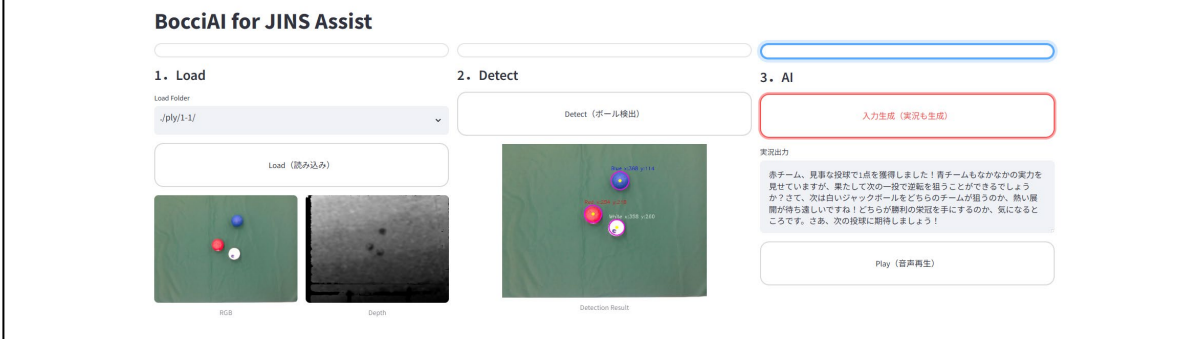 BocciAI for JINS Assist
1. Load
Load Folder
./ply/1-1/
Load（読み込み）
RGB
Depth
2. Detect
Detect（ボール検出）
Detection Result
3. AI
入力生成（実況も生成）
実況出力
赤チーム、見事な投球で1点を獲得しました！青チームもなかなかの実力を
見せていますが、果たして次の一投で逆転を狙うことができるでしょう
か？さて、次は白いジャックボールをどちらのチームが狙うのか、熱い展
開が待ち遠しいですね！どちらが勝利の栄冠を手にするのか、気になると
ころです。さあ、次の投球に期待しましょう！
Play（音声再生）